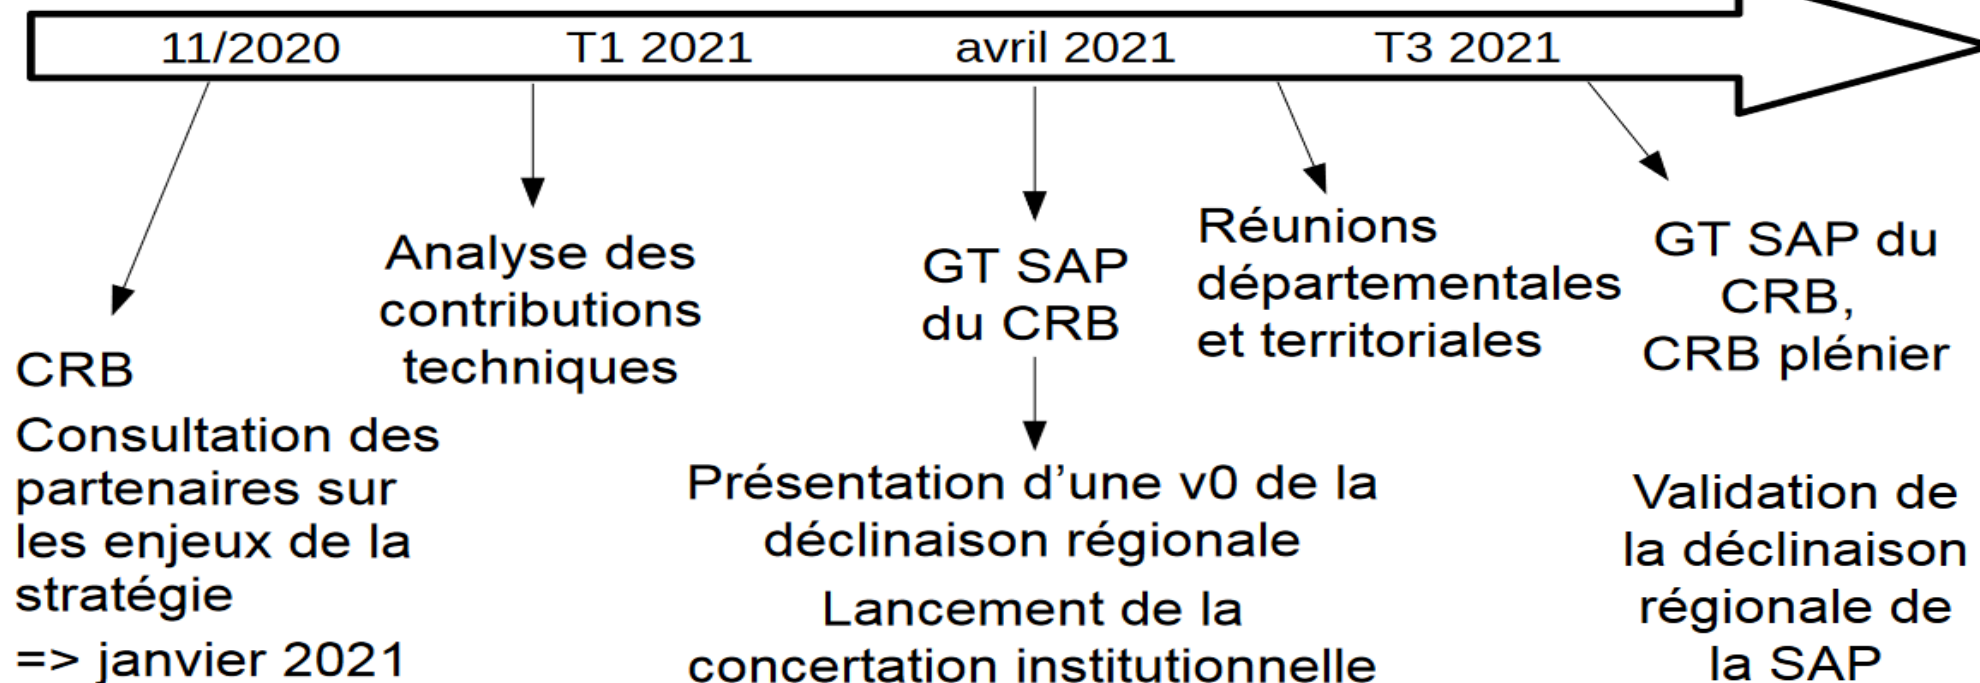 11/2020
T1 2021
avril 2021
T3 2021
CRB
Consultation des
partenaires sur
les enjeux de la
stratégie
=> janvier 2021
Analyse des
contributions
techniques
GT SAP
du CRB
Présentation d’une v0 de la
déclinaison régionale
Lancement de la
concertation institutionnelle
Réunions
départementales
et territoriales
GT SAP du
CRB,
CRB plénier
Validation de
la déclinaison
régionale de
la SAP